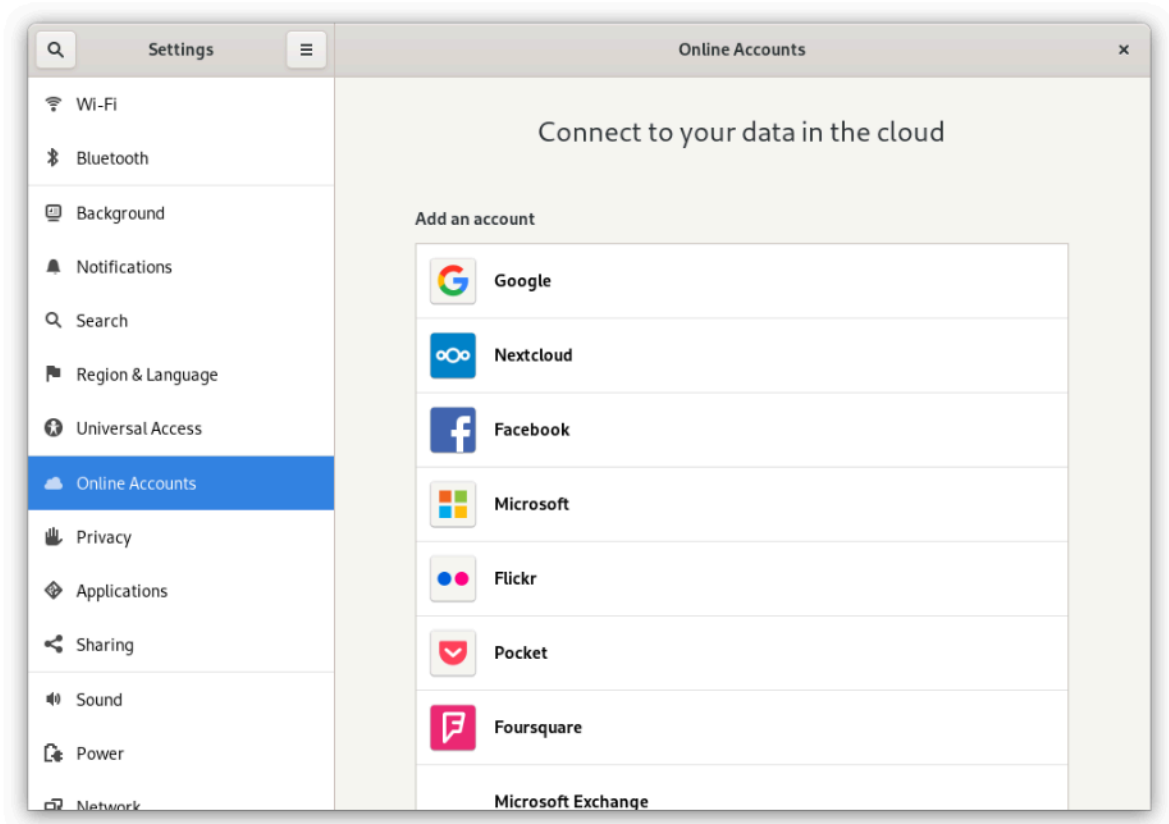 Settings
Online Accounts
Wi-Fi
Bluetooth
Background
Notifications
Search
Region & Language
Universal Access
Online Accounts
Privacy
Applications
Sharing
Sound
Power
Network
Connect to your data in the cloud
Add an account
Google
Nextcloud
Facebook
Microsoft
Flickr
Pocket
Foursquare
Microsoft Exchange